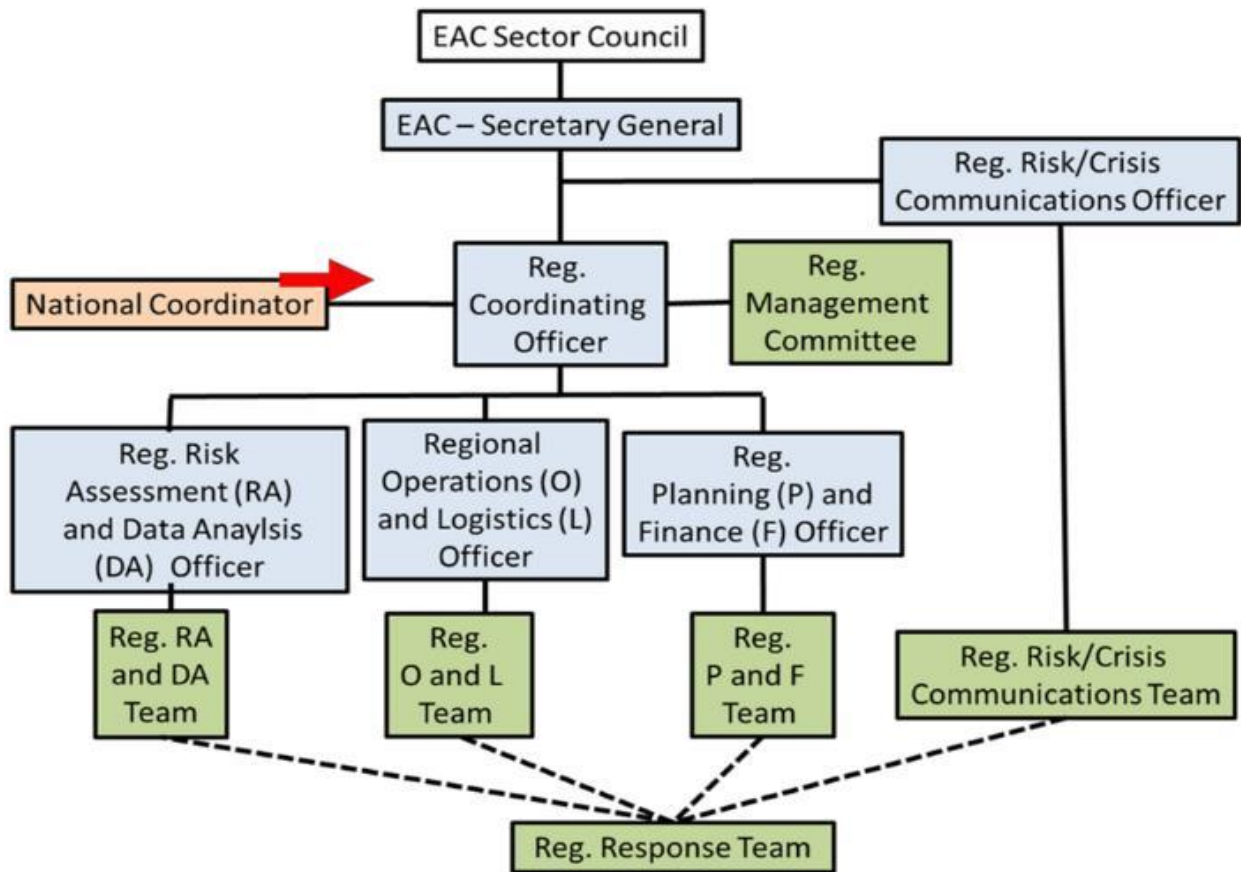 EAC Sector Council
EAC – Secretary General
Reg. Risk/Crisis
Communications Officer
National Coordinator
Reg.
Coordinating
Officer
Reg.
Management
Committee
Reg. Risk
Assessment (RA)
and Data Anaylsis
(DA) Officer
Regional
Operations (O)
and Logistics (L)
Officer
Reg.
Planning (P) and
Finance (F) Officer
Reg. RA
and DA
Team
Reg.
O and L
Team
Reg.
P and F
Team
Reg. Risk/Crisis
Communications Team
Reg. Response Team